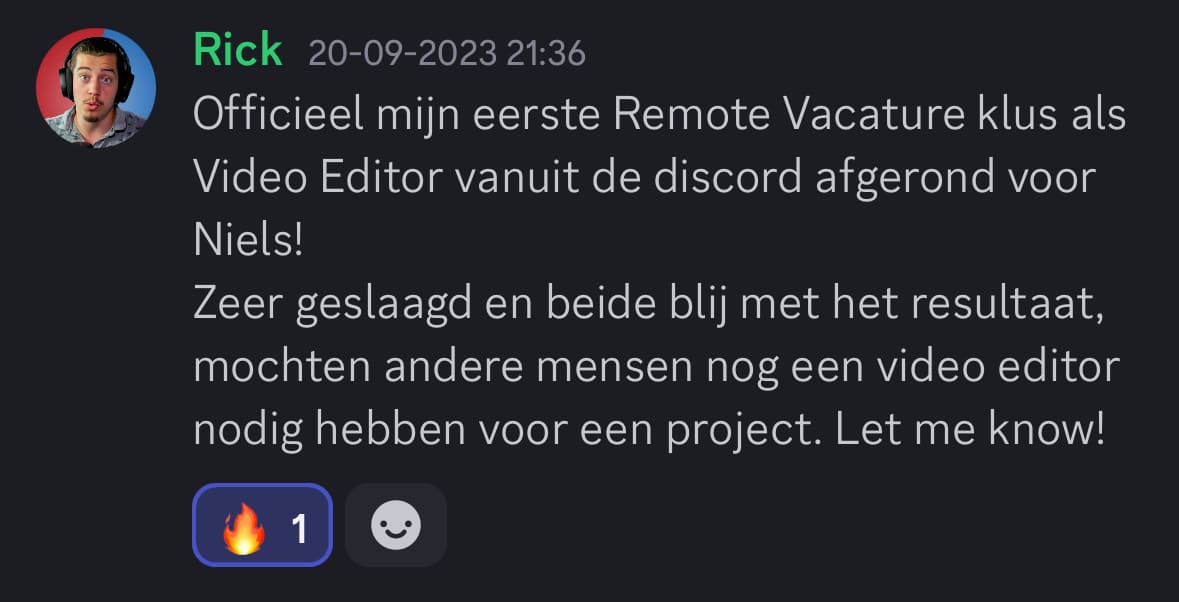 Rick 20-09-2023 21:36
Officieel mijn eerste Remote Vacature klus als
Video Editor vanuit de discord afgerond voor
Niels!
Zeer geslaagd en beide blij met het resultaat,
mochten andere mensen nog een video editor
nodig hebben voor een project. Let me know!
🔥 1